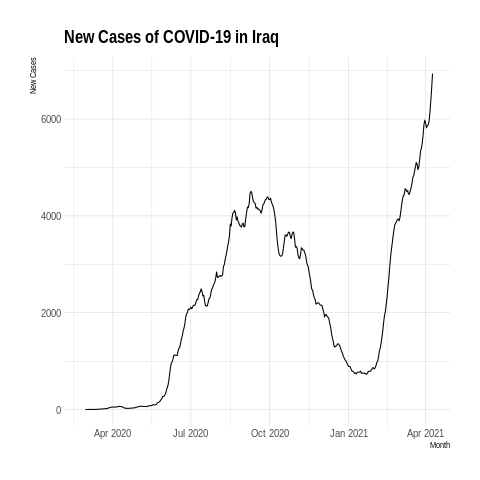 New Cases of COVID-19 in Iraq
New Cases
6000
4000
2000
0
Apr 2020 Jul 2020 Oct 2020 Jan 2021 Apr 2021
Month